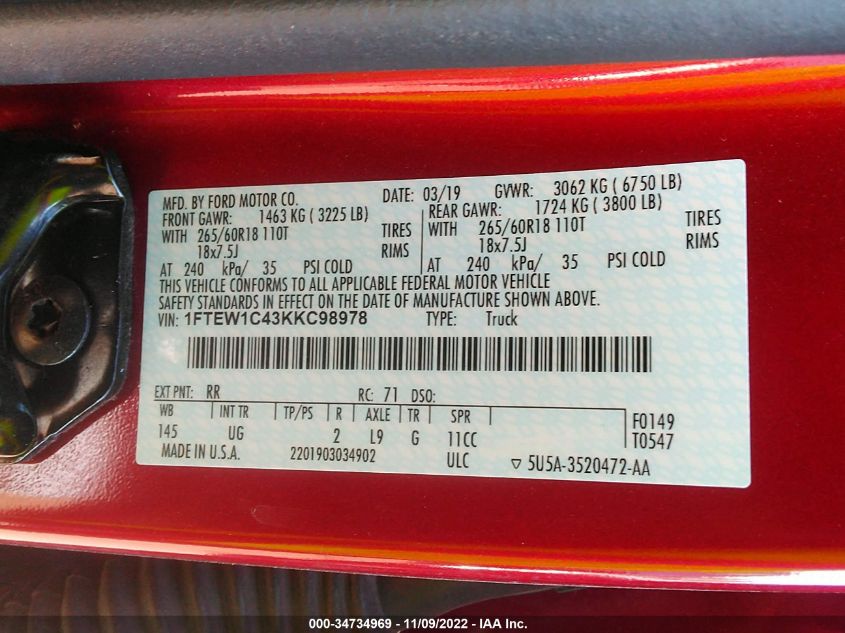 MFD. BY FORD MOTOR CO. DATE: 03/19 GVWR: 3062 KG ( 6750 LB)
FRONT GAWR: 1463 KG ( 3225 LB) REAR GAWR: 1724 KG ( 3800 LB)
WITH 265/60R18 110T TIRES WITH 265/60R18 110T TIRES
18x7.5J RIMS 18x7.5J RIMS
AT 240 kPa/ 35 PSI COLD AT 240 kPa/ 35 PSI COLD
THIS VEHICLE CONFORMS TO ALL APPLICABLE FEDERAL MOTOR VEHICLE
SAFETY STANDARDS IN EFFECT ON THE DATE OF MANUFACTURE SHOWN ABOVE.
VIN: 1FTEW1C43KKC98978 TYPE: Truck
EXT PNT: RR RC: 71 DSO:
WB INT TR TP/PS R AXLE TR SPR F0149
145 UG 2 L9 G 11CC T0547
MADE IN U.S.A. 2201903034902 ULC ▽ 5U5A-3520472-AA
000-34734969 - 11/09/2022 - IAA Inc.